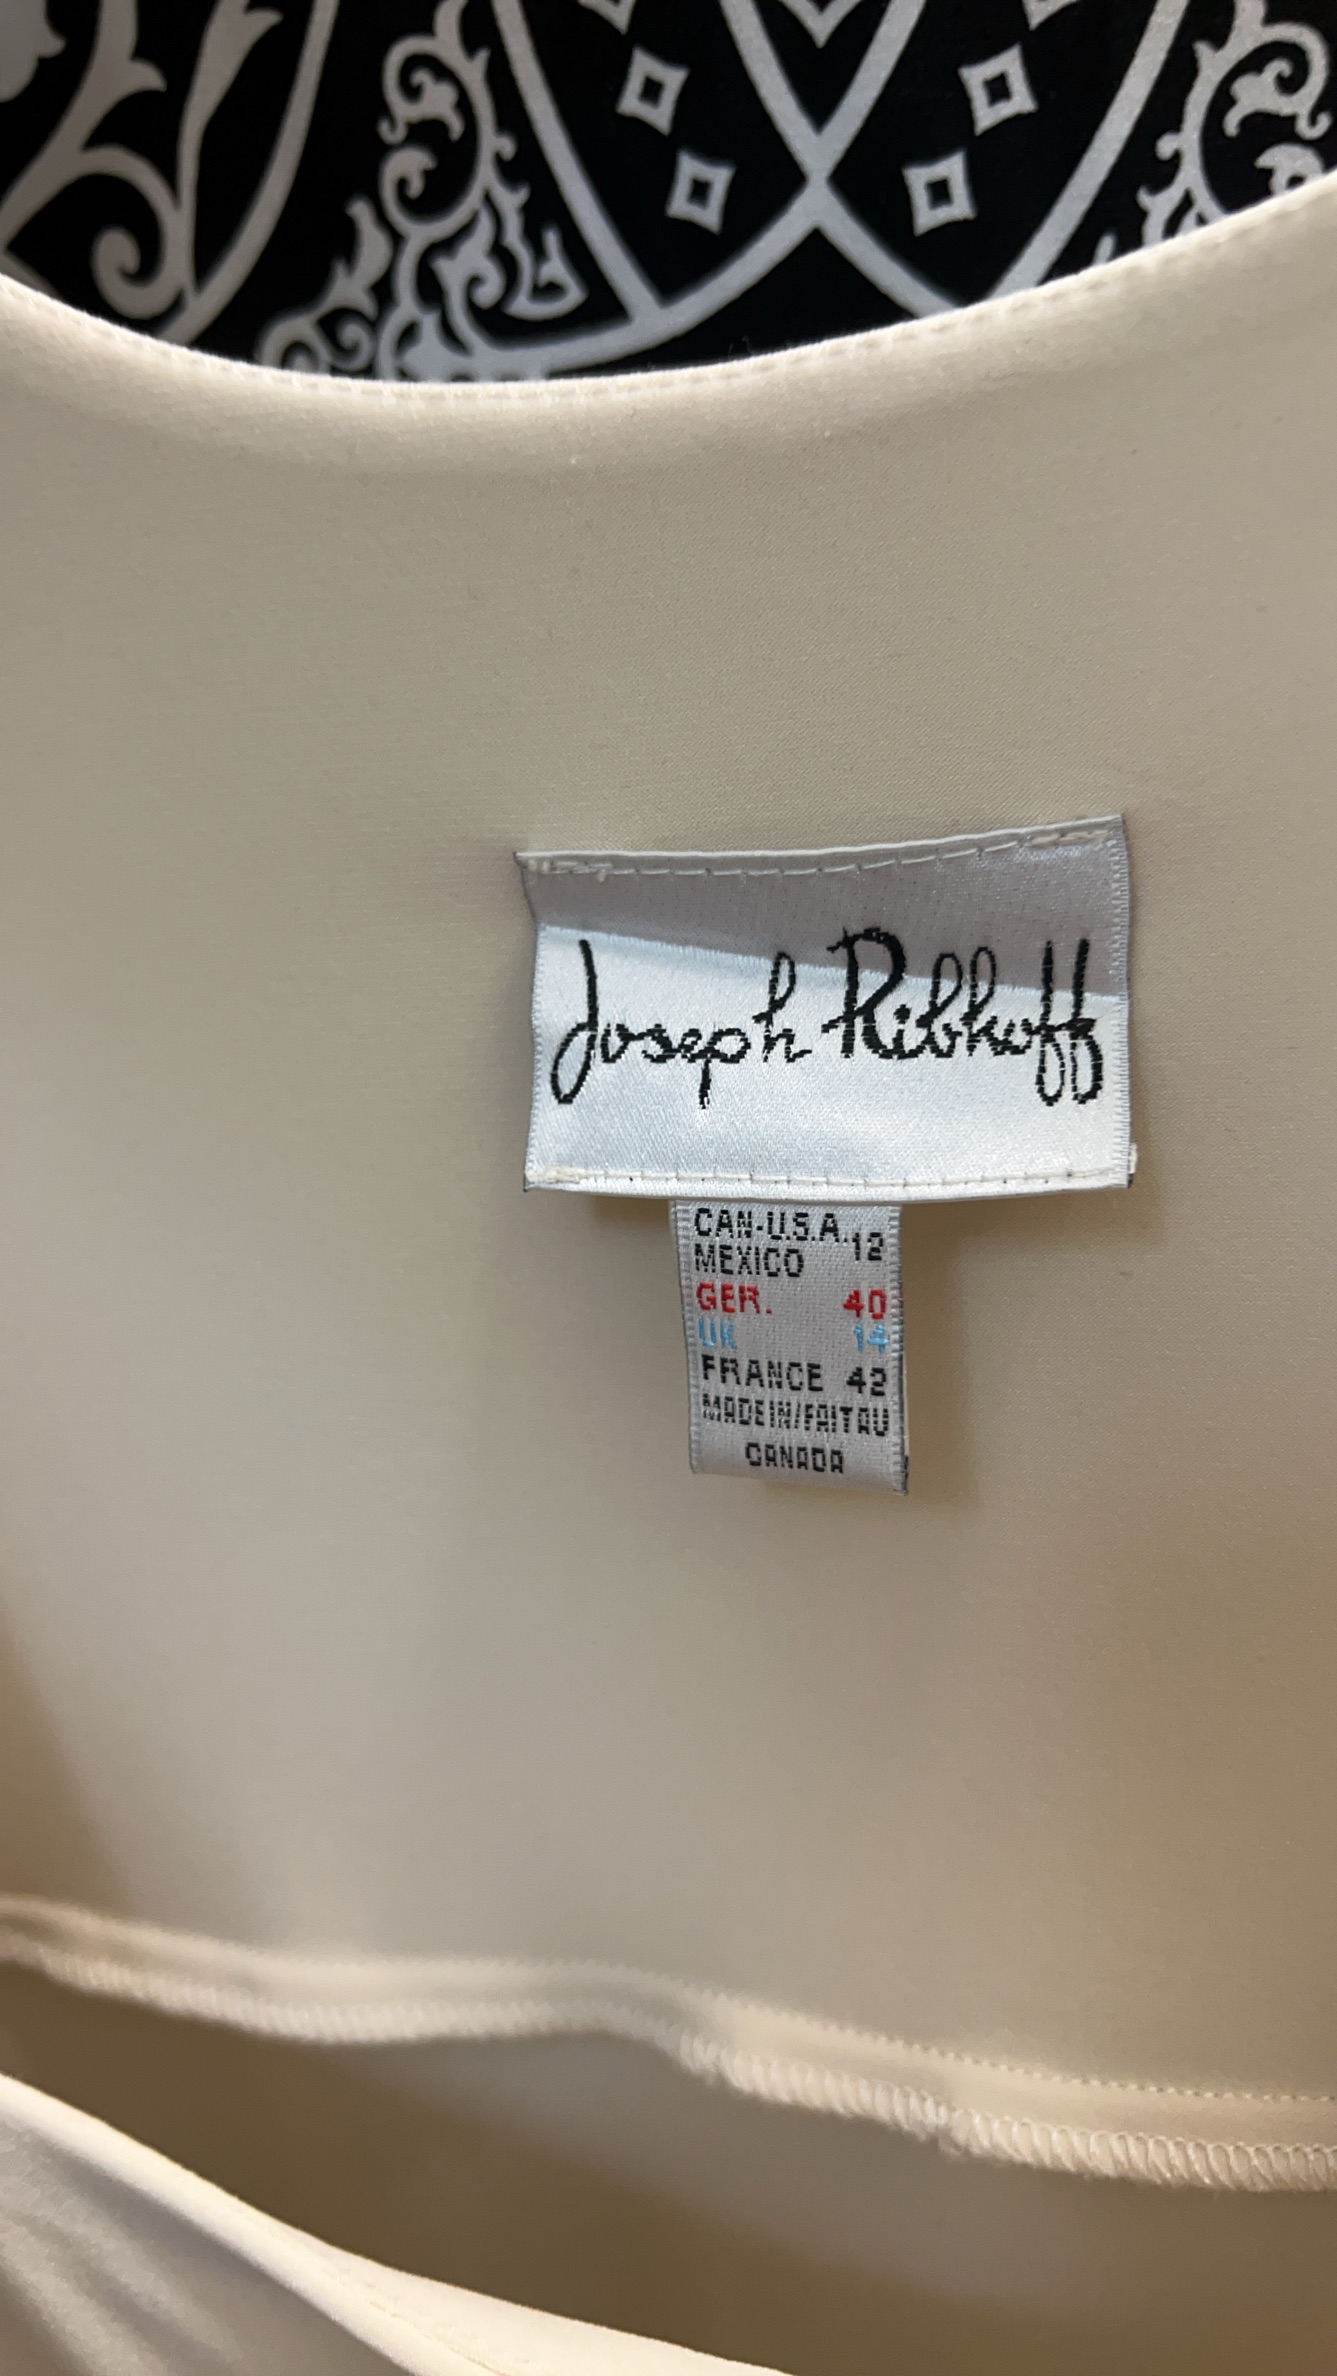 Joseph Ribkoff
CAN-U.S.A. 12
MEXICO
GER. 40
UK 14
FRANCE 42
MADE IN/FAIT AU
CANADA